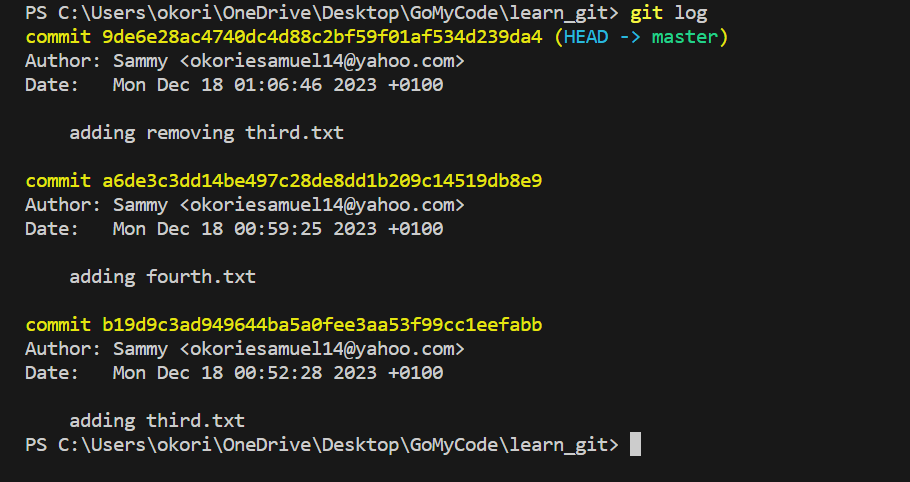 PS C:\Users\okori\OneDrive\Desktop\GoMyCode\learn_git> git log
commit 9de6e28ac4740dc4d88c2bf59f01af534d239da4 (HEAD -> master)
Author: Sammy <okoriesamuel14@yahoo.com>
Date:   Mon Dec 18 01:06:46 2023 +0100
    adding removing third.txt
commit a6de3c3dd14be497c28de8dd1b209c14519db8e9
Author: Sammy <okoriesamuel14@yahoo.com>
Date:   Mon Dec 18 00:59:25 2023 +0100
    adding fourth.txt
commit b19d9c3ad949644ba5a0fee3aa53f99cc1eefabb
Author: Sammy <okoriesamuel14@yahoo.com>
Date:   Mon Dec 18 00:52:28 2023 +0100
    adding third.txt
PS C:\Users\okori\OneDrive\Desktop\GoMyCode\learn_git>